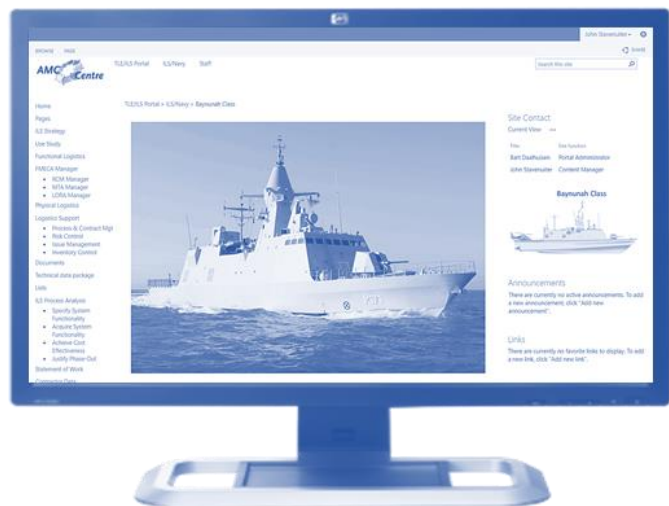 John Stavenuiter
BROWSE PAGE
SHARE
AMC Centre
TLE/ILS Portal ILS/Navy Staff
Search this site
TLE/ILS Portal > ILS/Navy > Baynunah Class
Home
Pages
ILS Strategy
Use Study
Functional Logistics
FMECA Manager
RCM Manager
MTA Manager
LORA Manager
Physical Logistics
Logistics Support
Process & Contract Mgt
Risk Control
Issue Management
Inventory Control
Documents
Technical data package
Lists
ILS Process Analysis
Specify System
Functionality
Acquire System
Functionality
Achieve Cost
Effectiveness
Justify Phase-Out
Statement of Work
Site Contact
Current View
Title Site function
Bart Daalhuisen Portal Administrator
John Stavenuiter Content Manager
Baynunah Class
Announcements
There are currently no active announcements. To add
a new announcement, click "Add new
announcement".
Links
There are currently no favorite links to display. To add
a new link, click "Add new link".